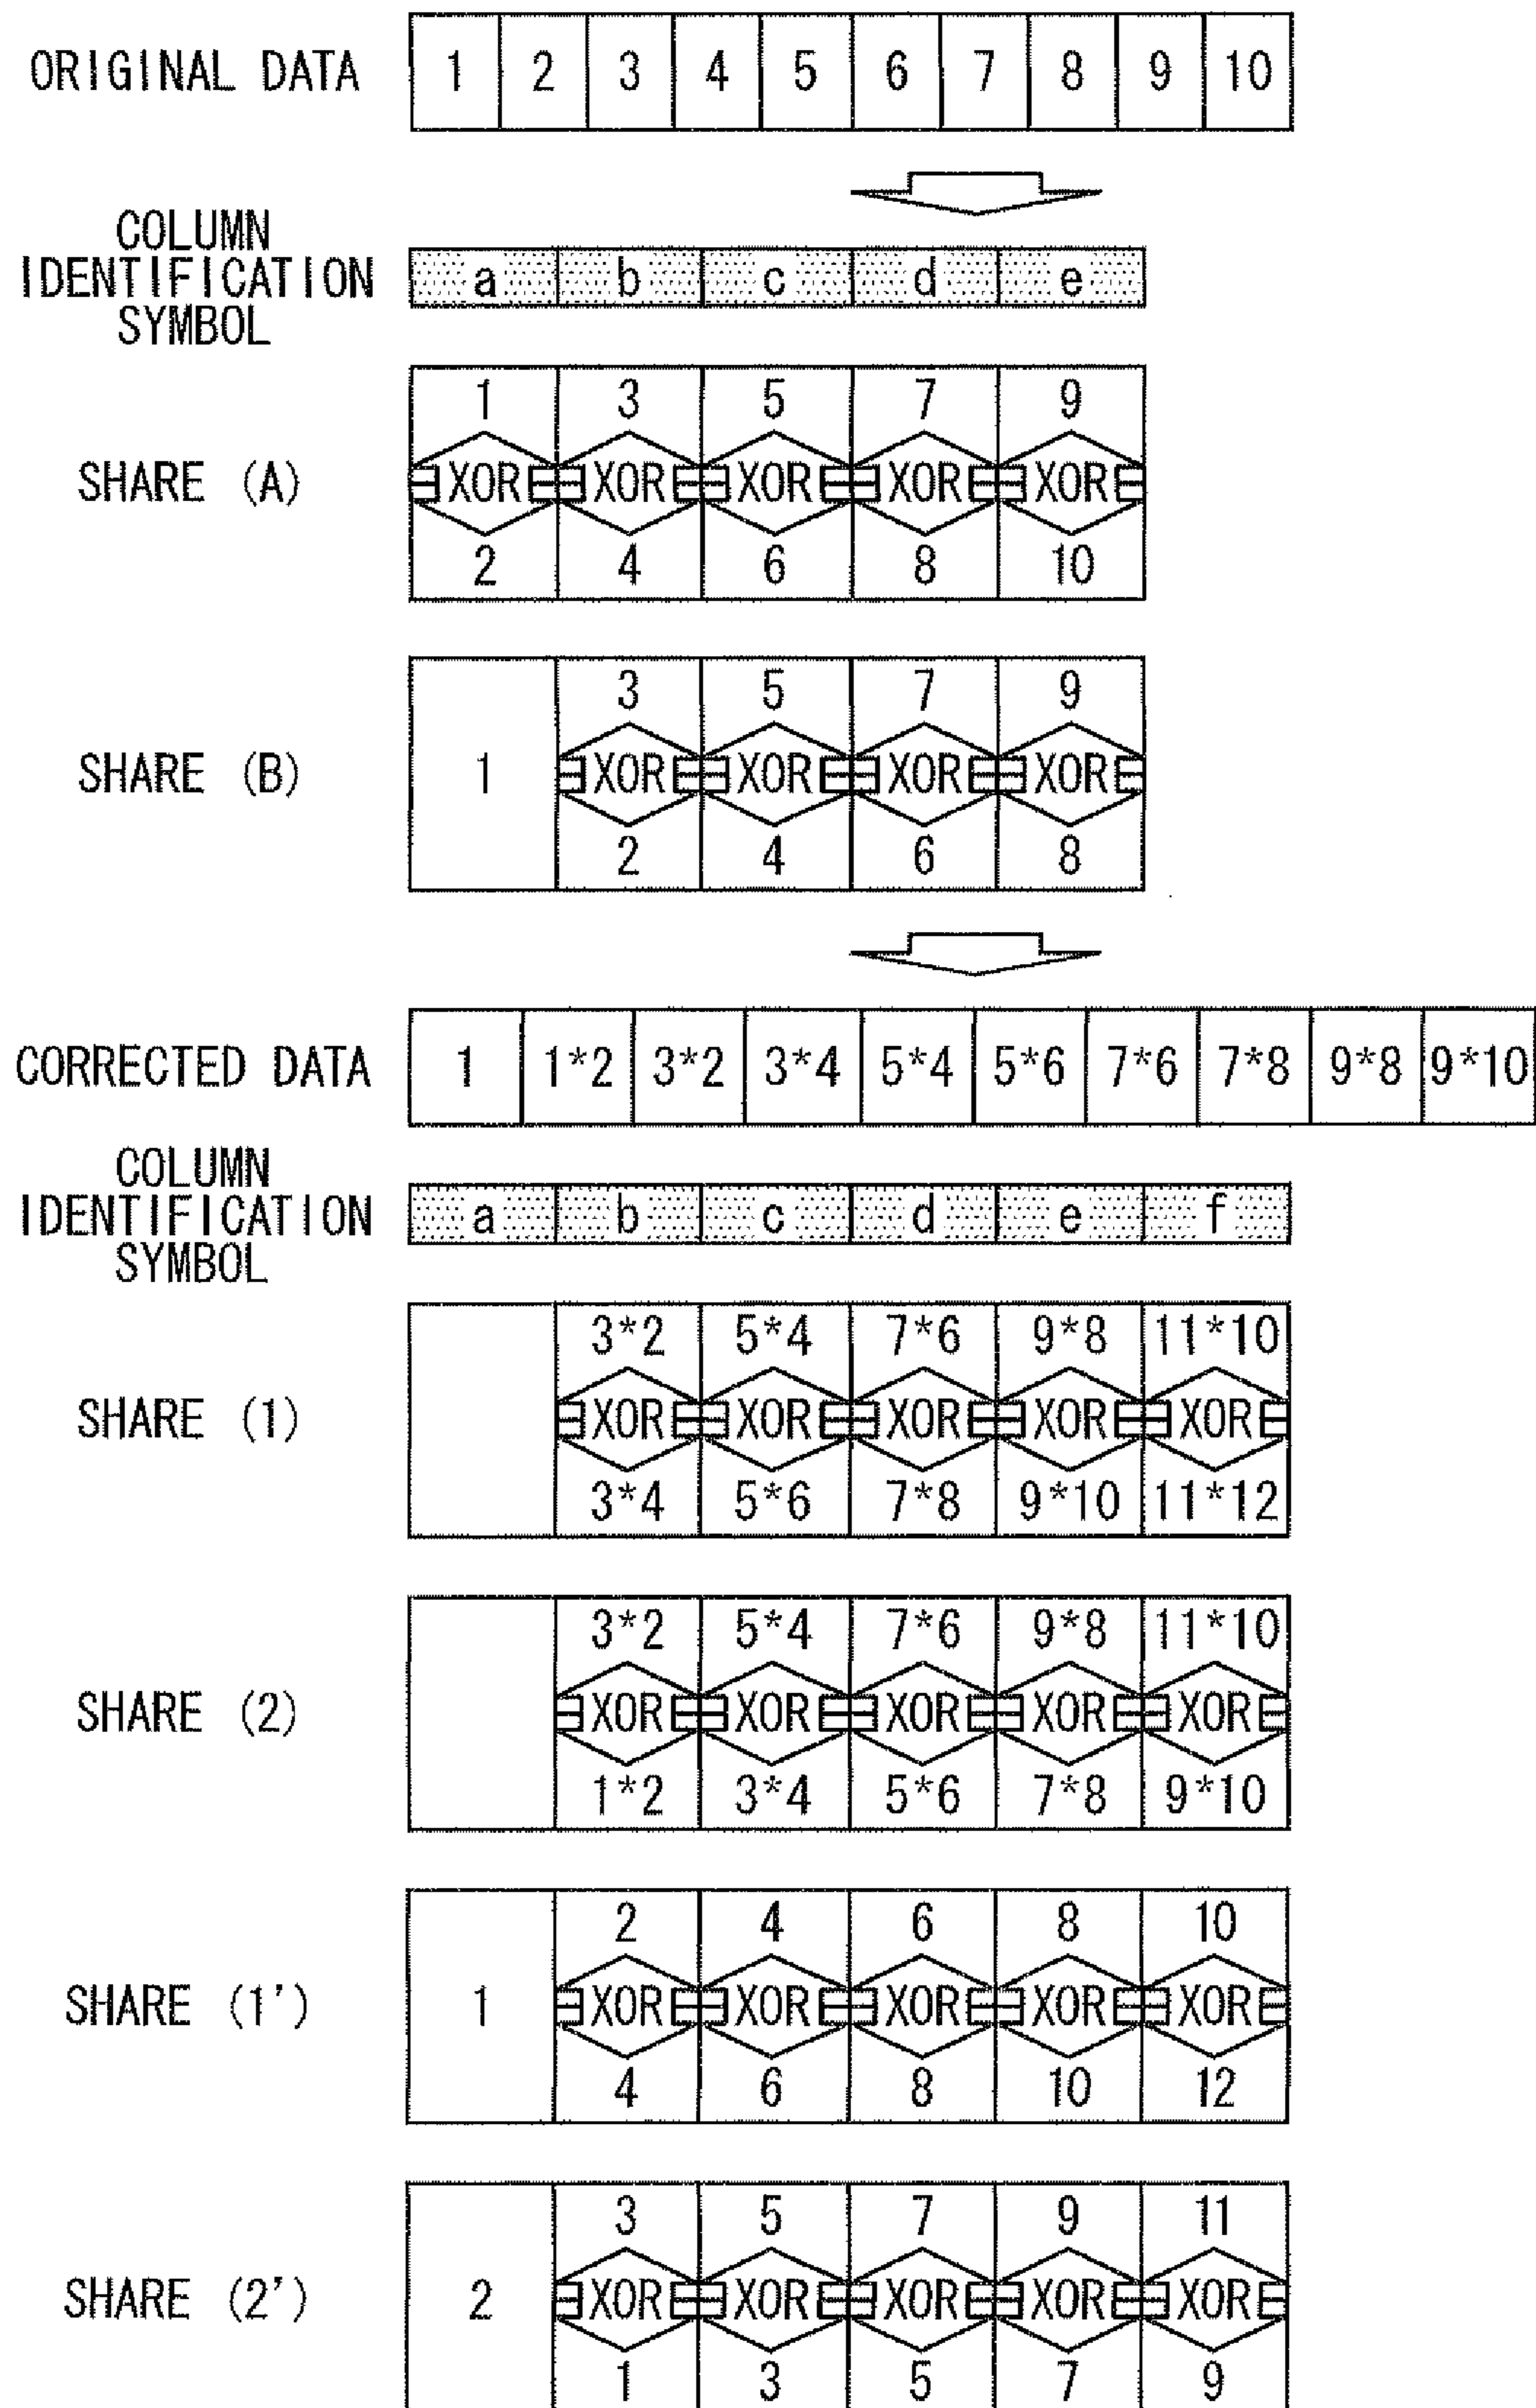 ORIGINAL DATA 1 2 3 4 5 6 7 8 9 10
COLUMN
IDENTIFICATION a b c d e
SYMBOL
1 3 5 7 9
SHARE (A) XOR XOR XOR XOR XOR
2 4 6 8 10
3 5 7 9
SHARE (B) 1 XOR XOR XOR XOR
2 4 6 8
CORRECTED DATA 1 1*2 3*2 3*4 5*4 5*6 7*6 7*8 9*8 9*10
COLUMN
IDENTIFICATION a b c d e f
SYMBOL
3*2 5*4 7*6 9*8 11*10
SHARE (1) XOR XOR XOR XOR XOR
3*4 5*6 7*8 9*10 11*12
3*2 5*4 7*6 9*8 11*10
SHARE (2) XOR XOR XOR XOR XOR
1*2 3*4 5*6 7*8 9*10
2 4 6 8 10
SHARE (1') 1 XOR XOR XOR XOR XOR
4 6 8 10 12
3 5 7 9 11
SHARE (2') 2 XOR XOR XOR XOR XOR
1 3 5 7 9